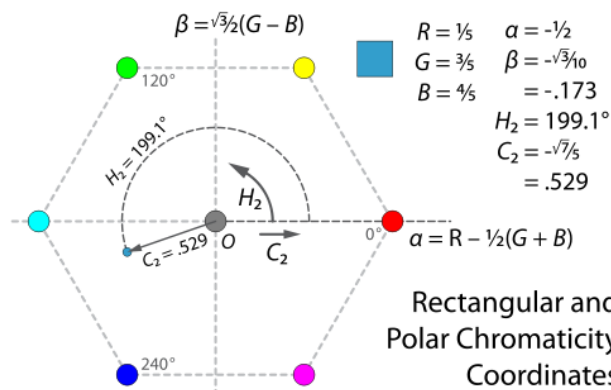 β = √3⁄2(G – B)
R = ⅕ α = -½
G = ⅗ β = -√3⁄10
B = ⅘ = -.173
H₂ = 199.1°
C₂ = -√7⁄5
= .529
120°
H₂ = 199.1°
H₂
C₂ = .529
O
C₂
0°
α = R – ½(G + B)
240°
Rectangular and
Polar Chromaticity
Coordinates